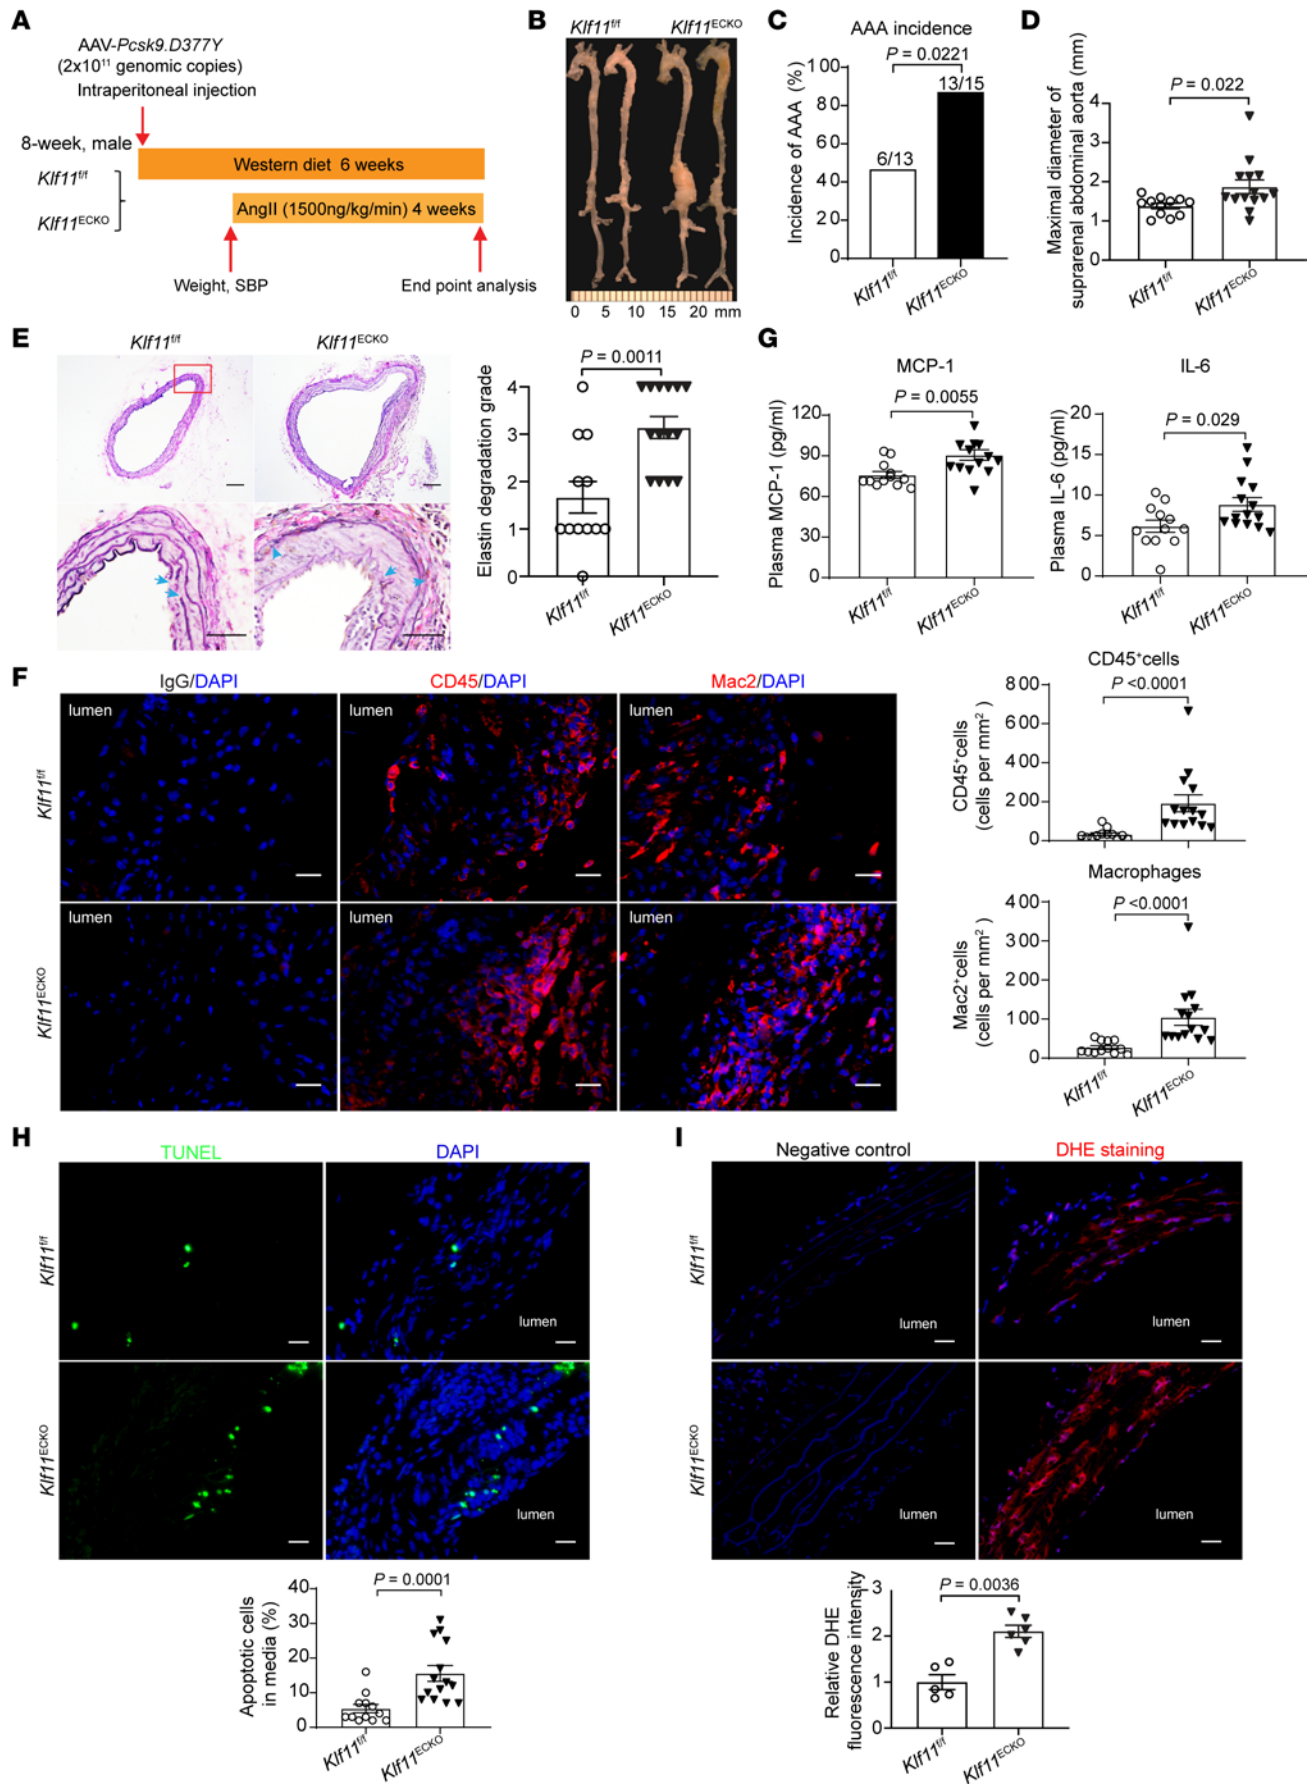 A
AAV-Pcsk9.D377Y
(2x10¹¹ genomic copies)
Intraperitoneal injection
8-week, male
Klf11ᶠ/ᶠ
Klf11ᴱᶜᴷᴼ
Western diet 6 weeks
AngII (1500ng/kg/min) 4 weeks
Weight, SBP
End point analysis
B
Klf11ᶠ/ᶠ
Klf11ᴱᶜᴷᴼ
0 5 10 15 20 mm
C
AAA incidence
P = 0.0221
Incidence of AAA (%)
100
80
60
40
20
0
6/13
13/15
Klf11ᶠ/ᶠ
Klf11ᴱᶜᴷᴼ
D
Maximal diameter of
suprarenal abdominal aorta (mm)
P = 0.022
4
3
2
1
0
Klf11ᶠ/ᶠ
Klf11ᴱᶜᴷᴼ
E
Klf11ᶠ/ᶠ
Klf11ᴱᶜᴷᴼ
P = 0.0011
Elastin degradation grade
4
3
2
1
0
Klf11ᶠ/ᶠ
Klf11ᴱᶜᴷᴼ
G
MCP-1
P = 0.0055
Plasma MCP-1 (pg/ml)
120
90
60
30
0
Klf11ᶠ/ᶠ
Klf11ᴱᶜᴷᴼ
IL-6
P = 0.029
Plasma IL-6 (pg/ml)
20
15
10
5
0
Klf11ᶠ/ᶠ
Klf11ᴱᶜᴷᴼ
F
IgG/DAPI
CD45/DAPI
Mac2/DAPI
Klf11ᶠ/ᶠ
lumen
lumen
lumen
Klf11ᴱᶜᴷᴼ
lumen
lumen
lumen
CD45⁺cells
P <0.0001
CD45⁺cells
(cells per mm²)
800
600
400
200
0
Macrophages
P <0.0001
Mac2⁺cells
(cells per mm²)
400
300
200
100
0
Klf11ᶠ/ᶠ
Klf11ᴱᶜᴷᴼ
H
TUNEL
DAPI
Klf11ᶠ/ᶠ
lumen
Klf11ᴱᶜᴷᴼ
lumen
P = 0.0001
Apoptotic cells
in media (%)
40
30
20
10
0
Klf11ᶠ/ᶠ
Klf11ᴱᶜᴷᴼ
I
Negative control
DHE staining
Klf11ᶠ/ᶠ
lumen
lumen
Klf11ᴱᶜᴷᴼ
lumen
lumen
P = 0.0036
Relative DHE
fluorescence intensity
3
2
1
0
Klf11ᶠ/ᶠ
Klf11ᴱᶜᴷᴼ